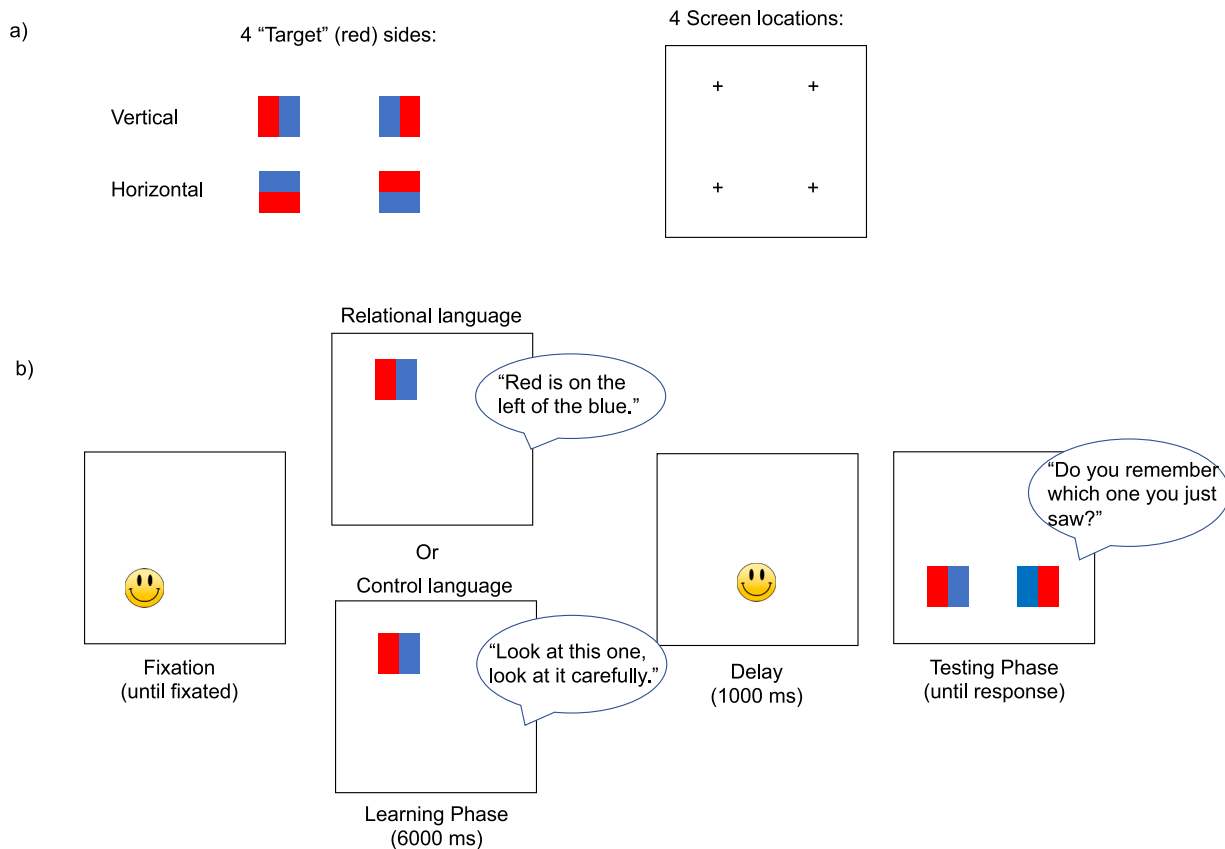 a)
4 “Target” (red) sides:
Vertical
Horizontal
4 Screen locations:
+ +
+ +
b)
Relational language
“Red is on the
left of the blue.”
Or
Control language
“Look at this one,
look at it carefully.”
Fixation
(until fixated)
Learning Phase
(6000 ms)
Delay
(1000 ms)
“Do you remember
which one you just
saw?”
Testing Phase
(until response)